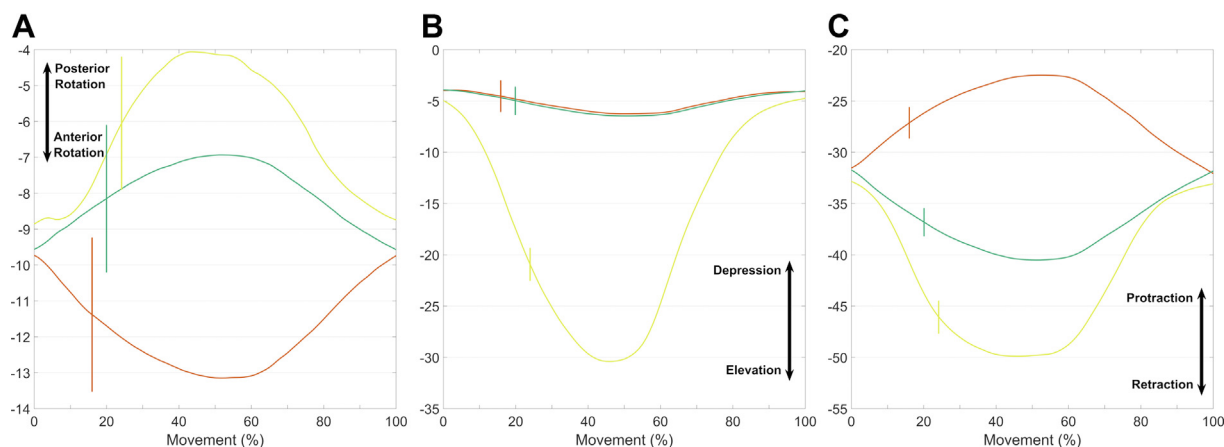 A
-4
-5
-6
-7
-8
-9
-10
-11
-12
-13
-14
Posterior
Rotation
Anterior
Rotation
0 20 40 60 80 100
Movement (%)
B
0
-5
-10
-15
-20
-25
-30
-35
Depression
Elevation
0 20 40 60 80 100
Movement (%)
C
-20
-25
-30
-35
-40
-45
-50
-55
Protraction
Retraction
0 20 40 60 80 100
Movement (%)